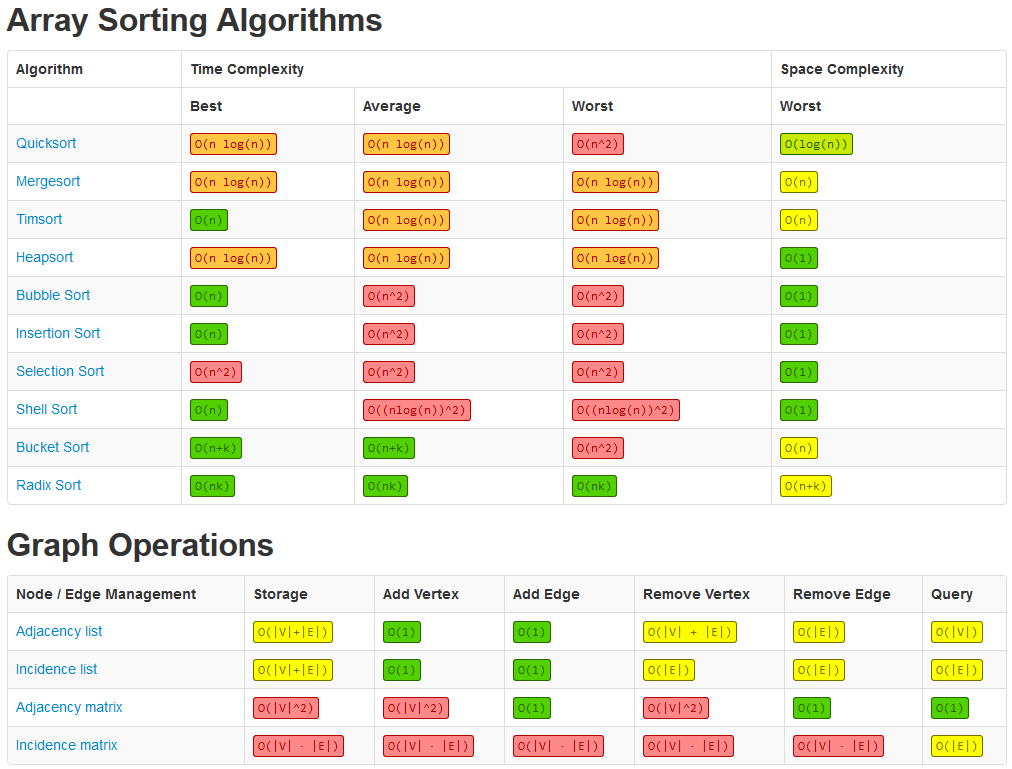 Array Sorting Algorithms
Algorithm Time Complexity Space Complexity
Best Average Worst Worst
Quicksort O(n log(n)) O(n log(n)) O(n^2) O(log(n))
Mergesort O(n log(n)) O(n log(n)) O(n log(n)) O(n)
Timsort O(n) O(n log(n)) O(n log(n)) O(n)
Heapsort O(n log(n)) O(n log(n)) O(n log(n)) O(1)
Bubble Sort O(n) O(n^2) O(n^2) O(1)
Insertion Sort O(n) O(n^2) O(n^2) O(1)
Selection Sort O(n^2) O(n^2) O(n^2) O(1)
Shell Sort O(n) O((nlog(n))^2) O((nlog(n))^2) O(1)
Bucket Sort O(n+k) O(n+k) O(n^2) O(n)
Radix Sort O(nk) O(nk) O(nk) O(n+k)
Graph Operations
Node / Edge Management Storage Add Vertex Add Edge Remove Vertex Remove Edge Query
Adjacency list O(|V|+|E|) O(1) O(1) O(|V| + |E|) O(|E|) O(|V|)
Incidence list O(|V|+|E|) O(1) O(1) O(|E|) O(|E|) O(|E|)
Adjacency matrix O(|V|^2) O(|V|^2) O(1) O(|V|^2) O(1) O(1)
Incidence matrix O(|V| · |E|) O(|V| · |E|) O(|V| · |E|) O(|V| · |E|) O(|V| · |E|) O(|E|)